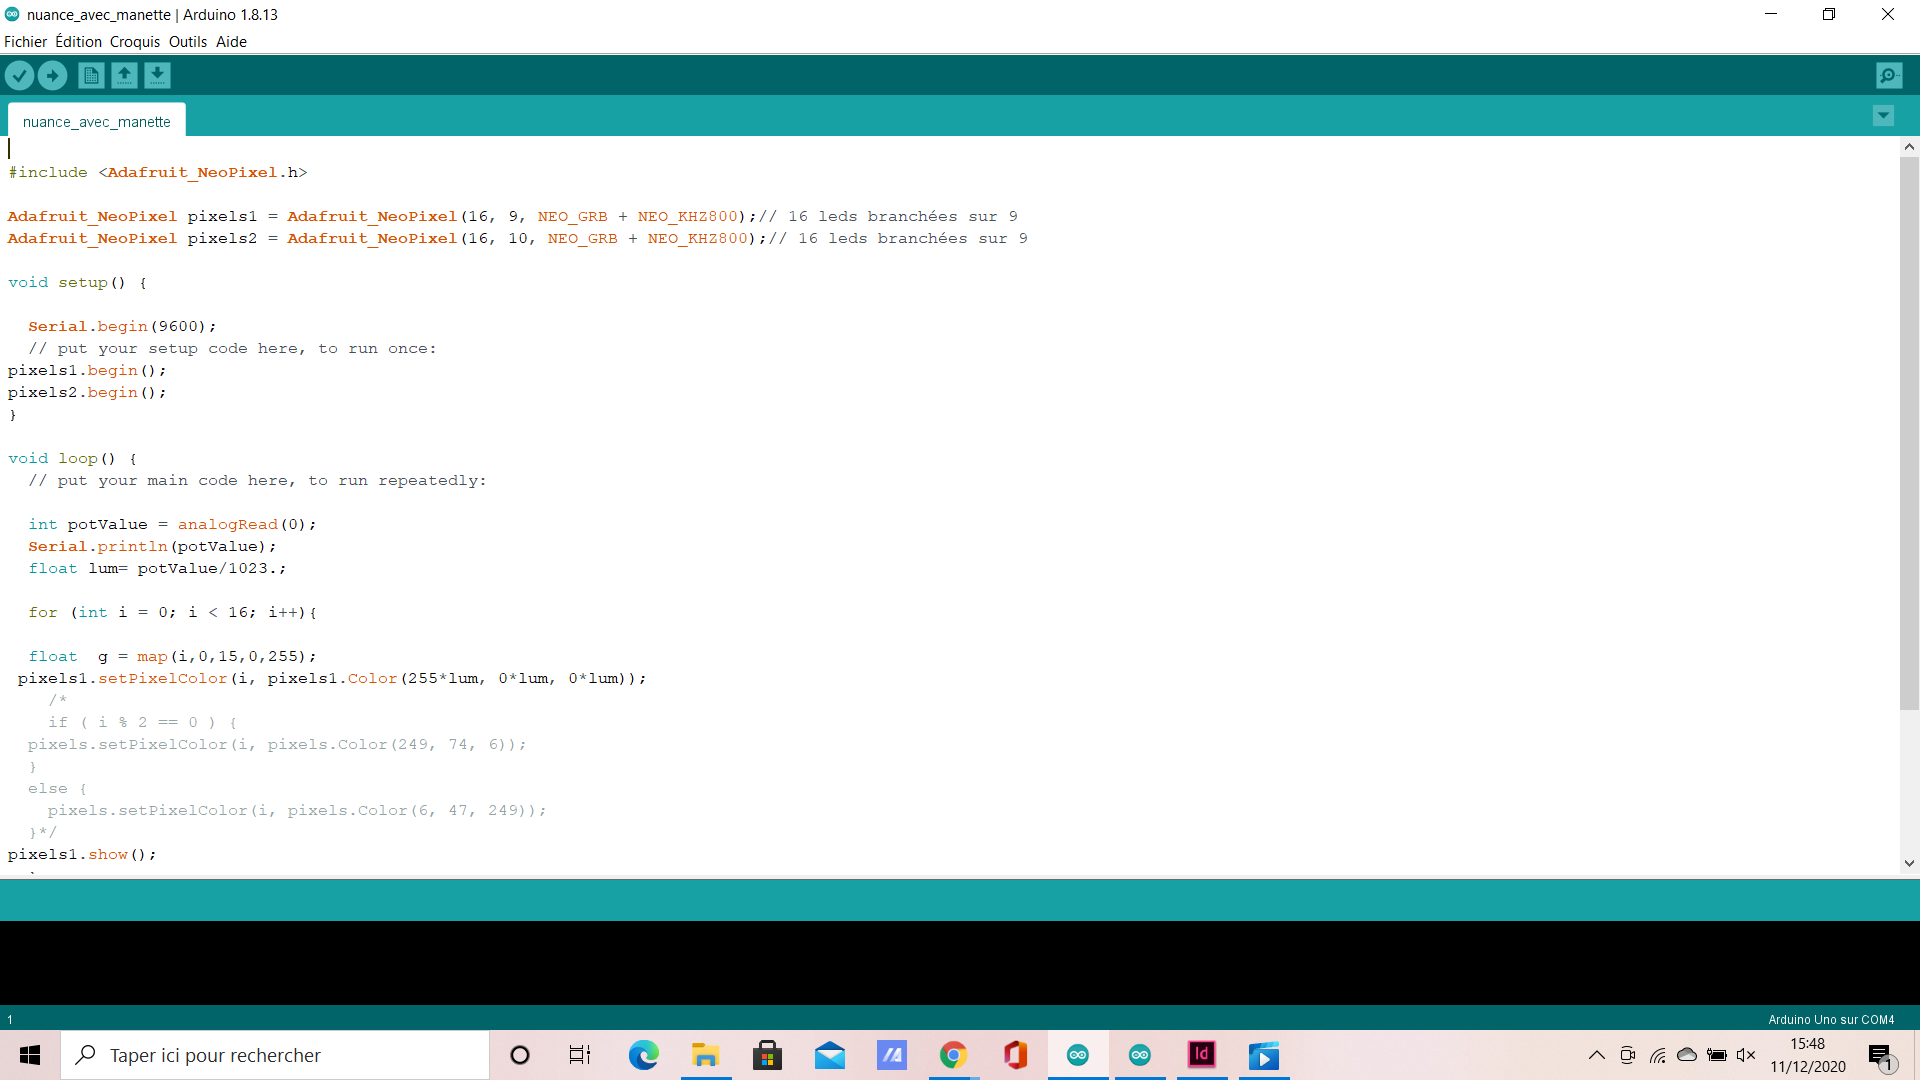 nuance_avec_manette | Arduino 1.8.13
Fichier Édition Croquis Outils Aide
nuance_avec_manette
#include <Adafruit_NeoPixel.h>
Adafruit_NeoPixel pixels1 = Adafruit_NeoPixel(16, 9, NEO_GRB + NEO_KHZ800);// 16 leds branchées sur 9
Adafruit_NeoPixel pixels2 = Adafruit_NeoPixel(16, 10, NEO_GRB + NEO_KHZ800);// 16 leds branchées sur 9
void setup() {
Serial.begin(9600);
// put your setup code here, to run once:
pixels1.begin();
pixels2.begin();
}
void loop() {
// put your main code here, to run repeatedly:
int potValue = analogRead(0);
Serial.println(potValue);
float lum= potValue/1023.;
for (int i = 0; i < 16; i++){
float  g = map(i,0,15,0,255);
pixels1.setPixelColor(i, pixels1.Color(255*lum, 0*lum, 0*lum));
/*
if ( i % 2 == 0 ) {
pixels.setPixelColor(i, pixels.Color(249, 74, 6));
}
else {
pixels.setPixelColor(i, pixels.Color(6, 47, 249));
}*/
pixels1.show();
1
Arduino Uno sur COM4
Taper ici pour rechercher
Id
15:48
11/12/2020
1